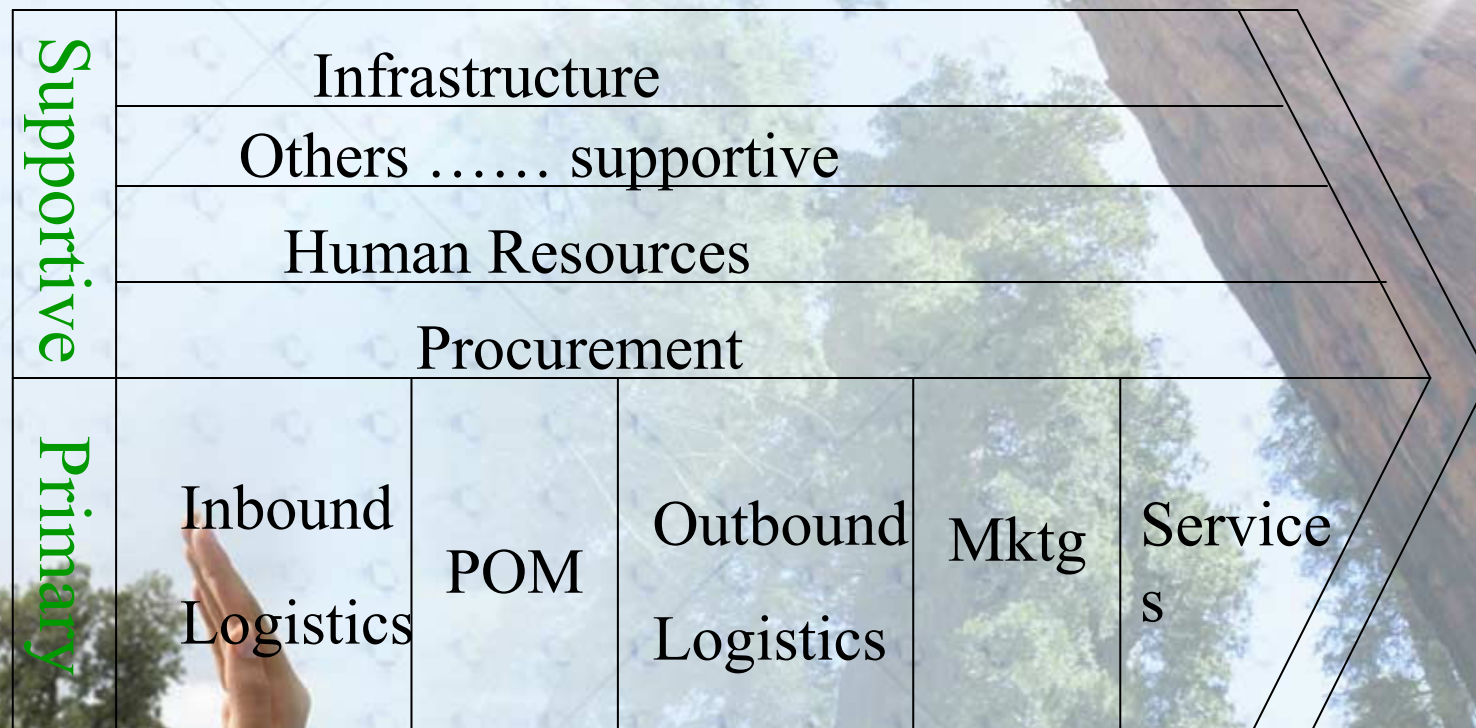 Supportive
Infrastructure
Others …… supportive
Human Resources
Procurement
Primary
Inbound
Logistics
POM
Outbound
Logistics
Mktg
Service
s